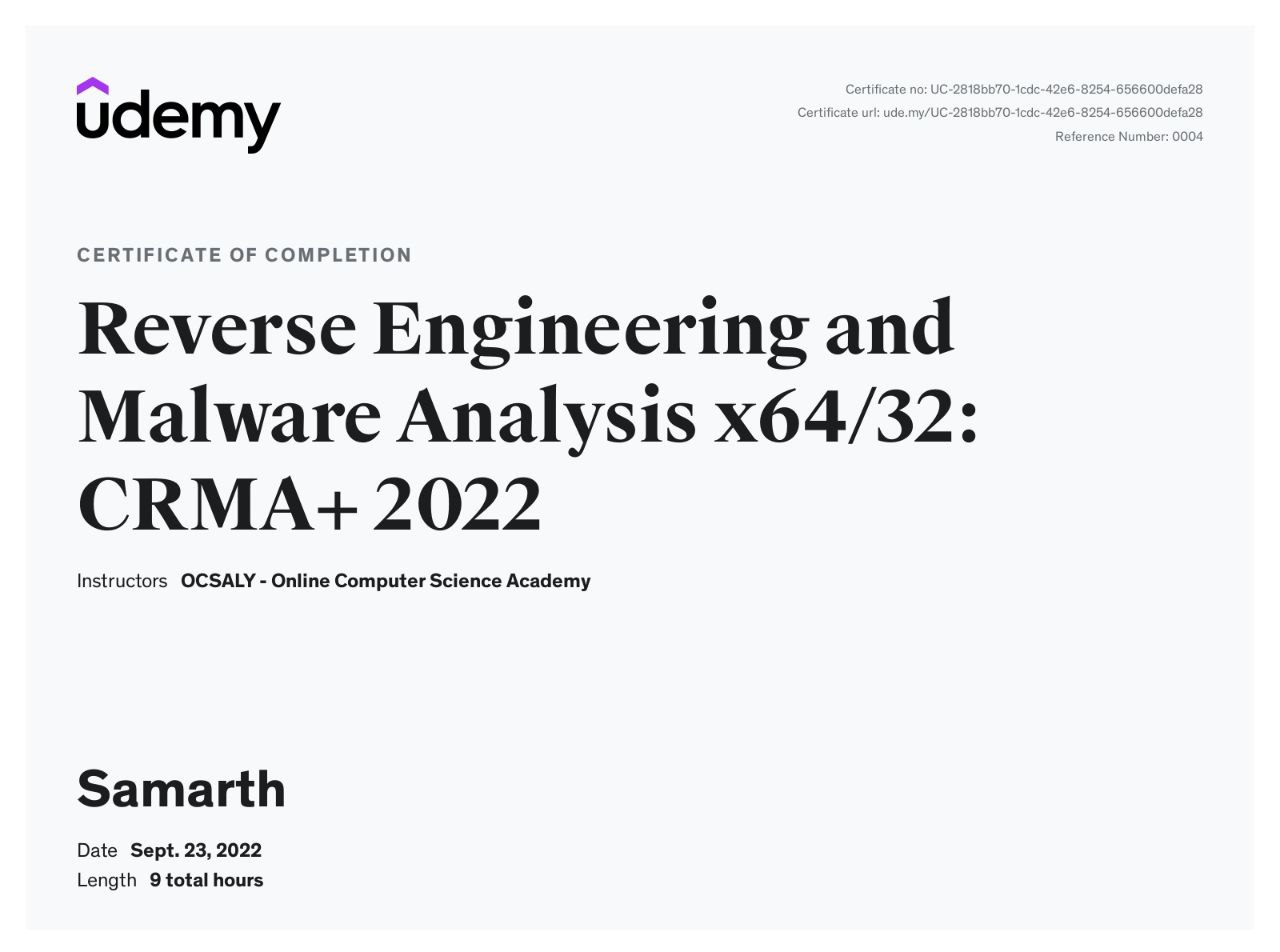 udemy
Certificate no: UC-2818bb70-1cdc-42e6-8254-656600defa28
Certificate url: ude.my/UC-2818bb70-1cdc-42e6-8254-656600defa28
Reference Number: 0004
CERTIFICATE OF COMPLETION
Reverse Engineering and
Malware Analysis x64/32:
CRMA+ 2022
Instructors OCSALY - Online Computer Science Academy
Samarth
Date Sept. 23, 2022
Length 9 total hours